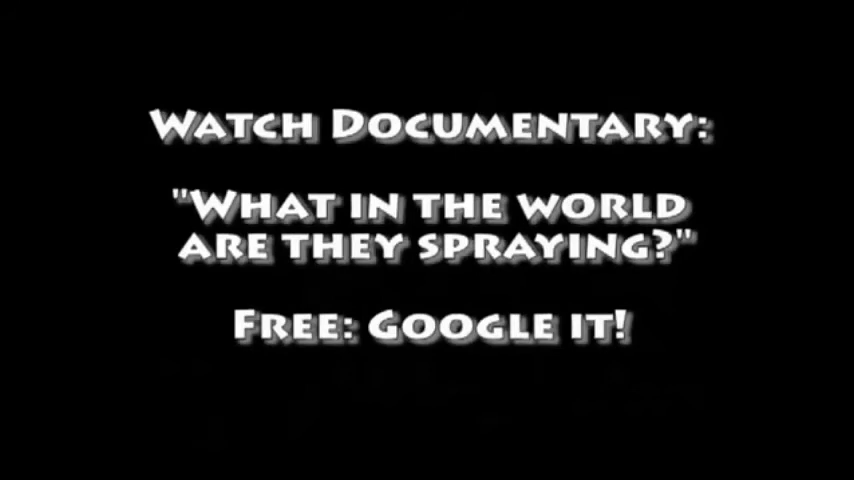 Watch Documentary:
"What in the world
are they spraying?"
Free: Google it!